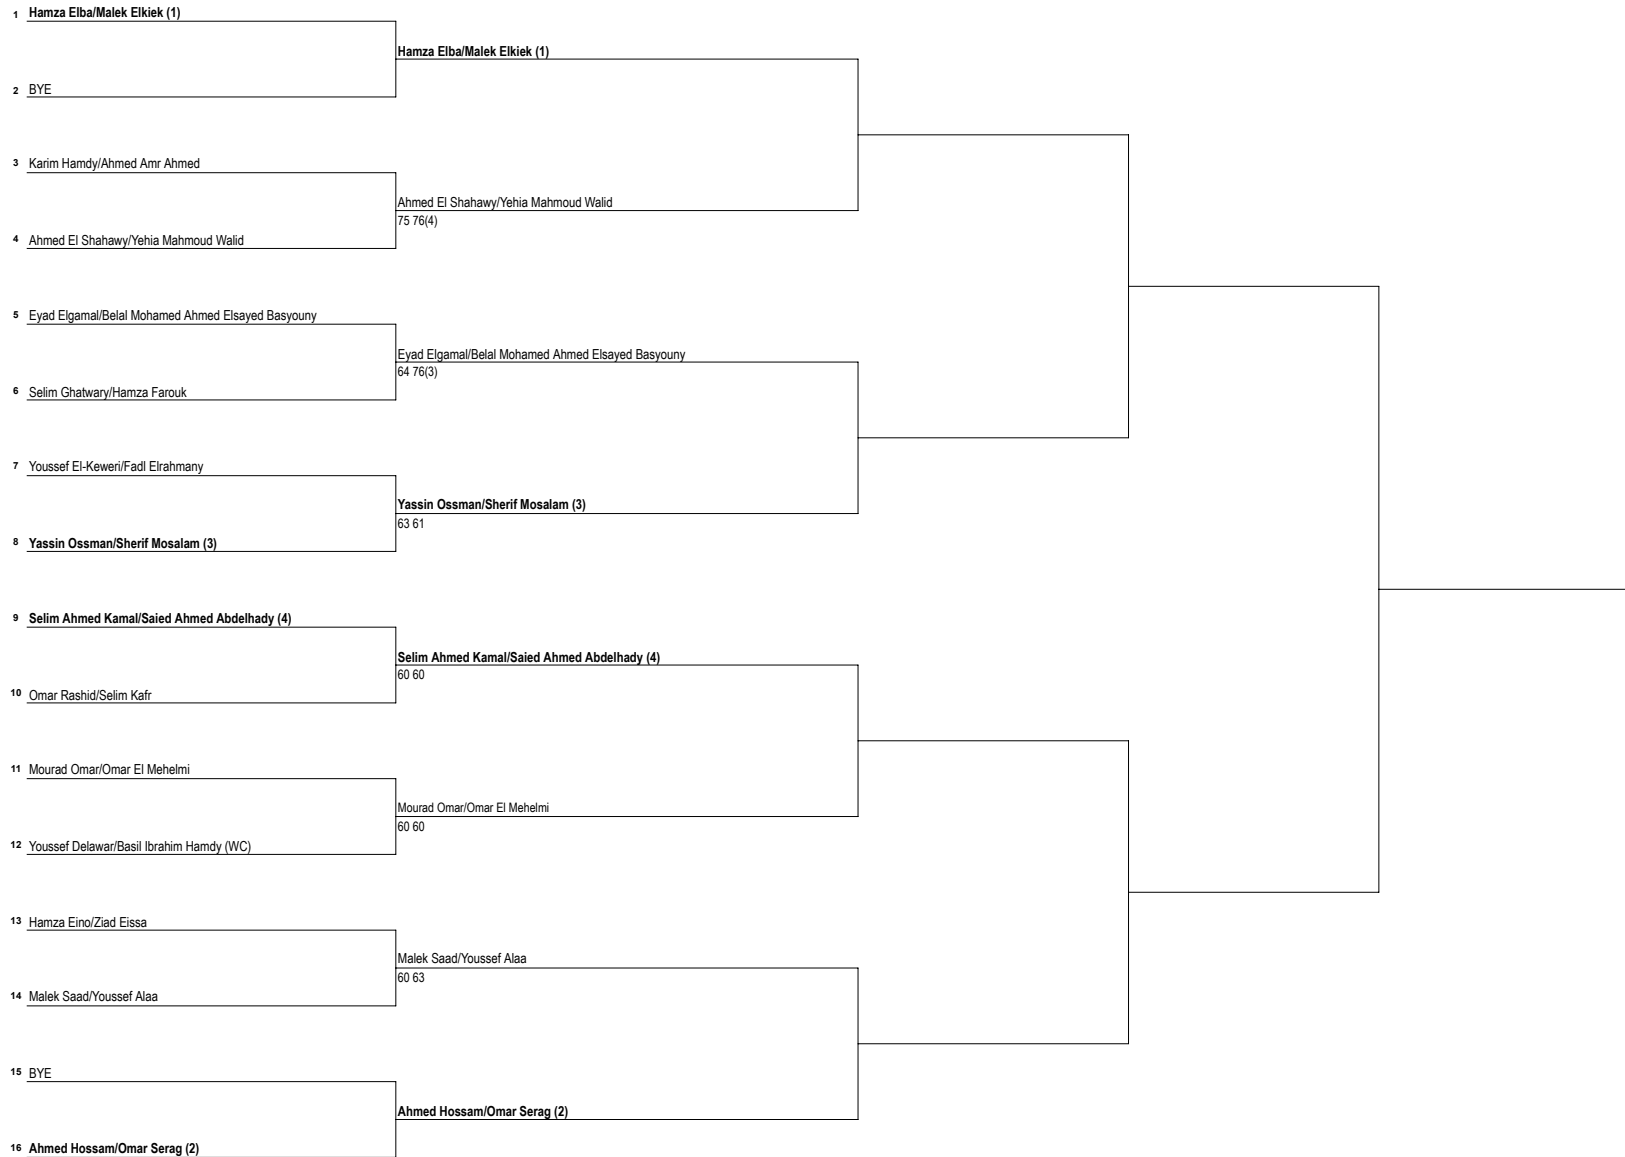 1 Hamza Elba/Malek Elkiek (1)
Hamza Elba/Malek Elkiek (1)
2 BYE
3 Karim Hamdy/Ahmed Amr Ahmed
Ahmed El Shahawy/Yehia Mahmoud Walid
75 76(4)
4 Ahmed El Shahawy/Yehia Mahmoud Walid
5 Eyad Elgamal/Belal Mohamed Ahmed Elsayed Basyouny
Eyad Elgamal/Belal Mohamed Ahmed Elsayed Basyouny
64 76(3)
6 Selim Ghatwary/Hamza Farouk
7 Youssef El-Keweri/Fadl Elrahmany
Yassin Ossman/Sherif Mosalam (3)
63 61
8 Yassin Ossman/Sherif Mosalam (3)
9 Selim Ahmed Kamal/Saied Ahmed Abdelhady (4)
Selim Ahmed Kamal/Saied Ahmed Abdelhady (4)
60 60
10 Omar Rashid/Selim Kafr
11 Mourad Omar/Omar El Mehelmi
Mourad Omar/Omar El Mehelmi
60 60
12 Youssef Delawar/Basil Ibrahim Hamdy (WC)
13 Hamza Eino/Ziad Eissa
Malek Saad/Youssef Alaa
60 63
14 Malek Saad/Youssef Alaa
15 BYE
Ahmed Hossam/Omar Serag (2)
16 Ahmed Hossam/Omar Serag (2)